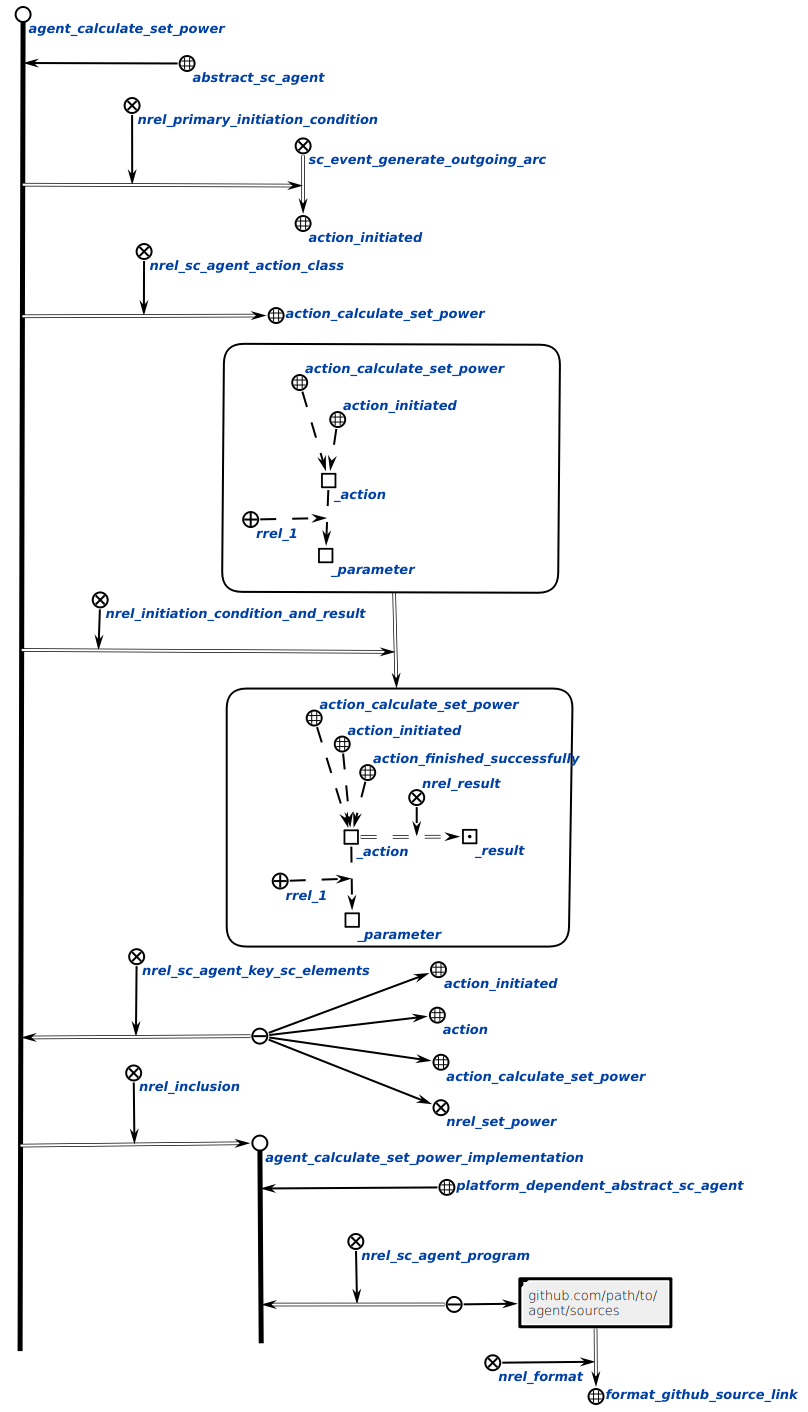 agent_calculate_set_power
abstract_sc_agent
nrel_primary_initiation_condition
sc_event_generate_outgoing_arc
action_initiated
nrel_sc_agent_action_class
action_calculate_set_power
action_calculate_set_power
action_initiated
_action
rrel_1
_parameter
nrel_initiation_condition_and_result
action_calculate_set_power
action_initiated
action_finished_successfully
nrel_result
_action
_result
rrel_1
_parameter
nrel_sc_agent_key_sc_elements
action_initiated
action
action_calculate_set_power
nrel_inclusion
nrel_set_power
agent_calculate_set_power_implementation
platform_dependent_abstract_sc_agent
nrel_sc_agent_program
github.com/path/to/
agent/sources
nrel_format
format_github_source_link